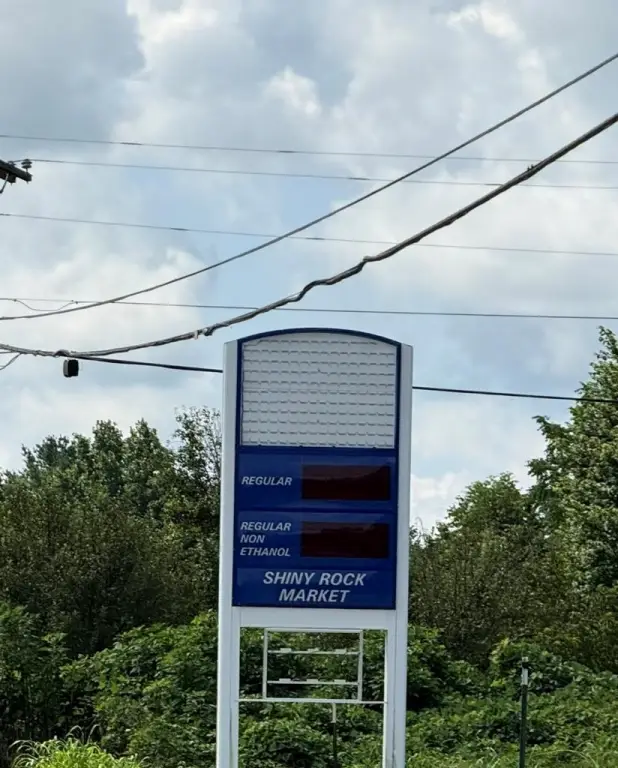 REGULAR
REGULAR
NON
ETHANOL
SHINY ROCK
MARKET